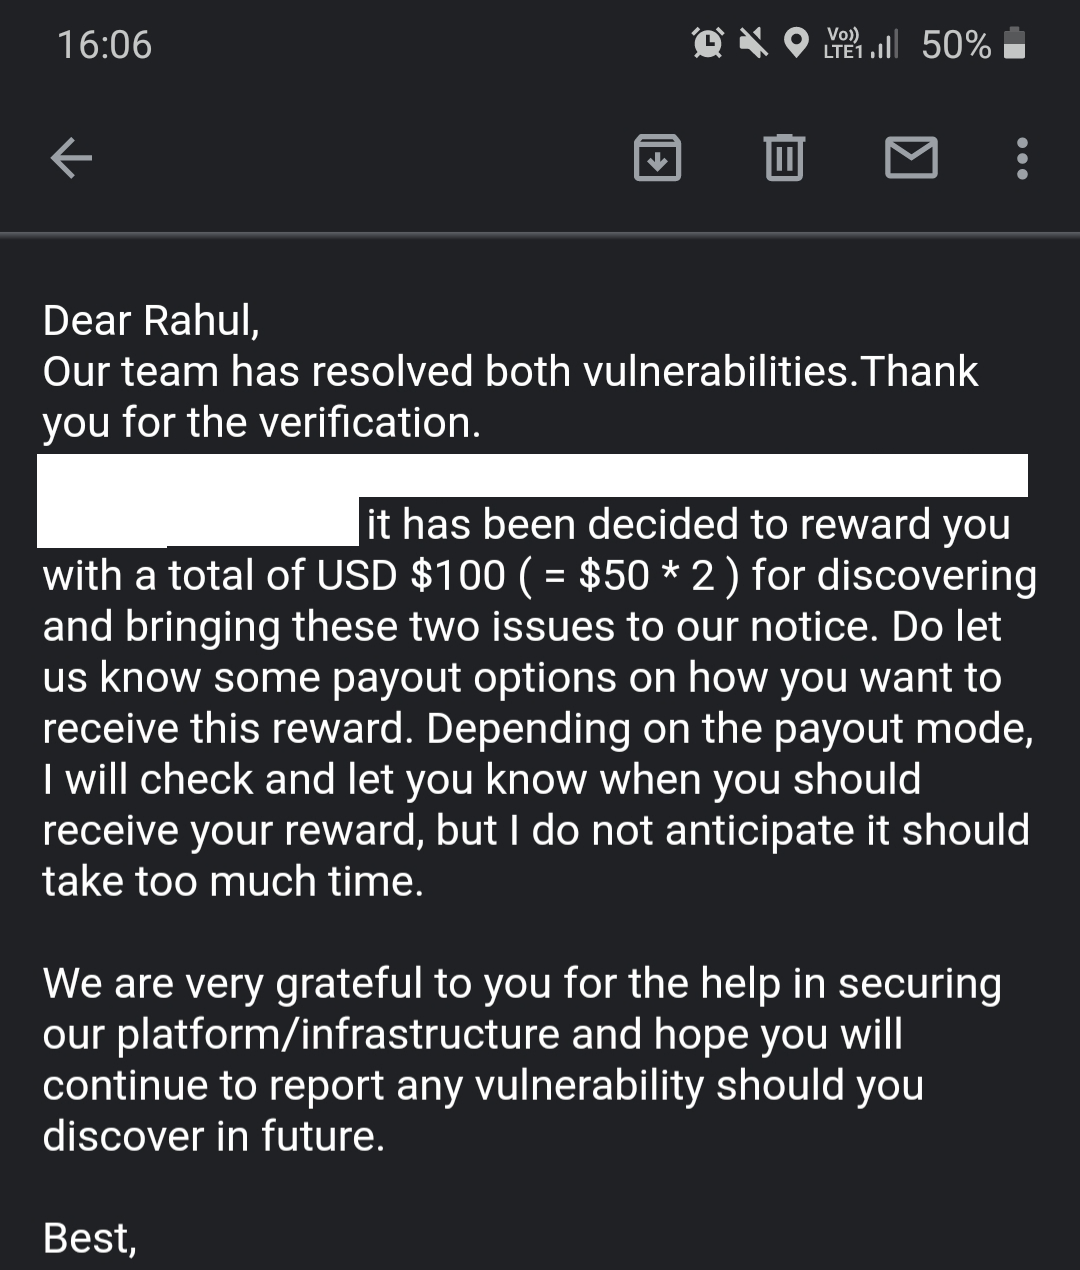 16:06
Vo)) LTE1 50%
Dear Rahul,
Our team has resolved both vulnerabilities.Thank
you for the verification.
it has been decided to reward you
with a total of USD $100 ( = $50 * 2 ) for discovering
and bringing these two issues to our notice. Do let
us know some payout options on how you want to
receive this reward. Depending on the payout mode,
I will check and let you know when you should
receive your reward, but I do not anticipate it should
take too much time.
We are very grateful to you for the help in securing
our platform/infrastructure and hope you will
continue to report any vulnerability should you
discover in future.
Best,